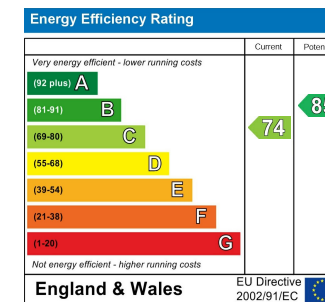 Energy Efficiency Rating
Current
Very energy efficient - lower running costs
(92 plus) A
(81-91) B
(69-80) C
(55-68) D
(39-54) E
(21-38) F
(1-20) G
74
Not energy efficient - higher running costs
England & Wales
EU Directive
2002/91/EC